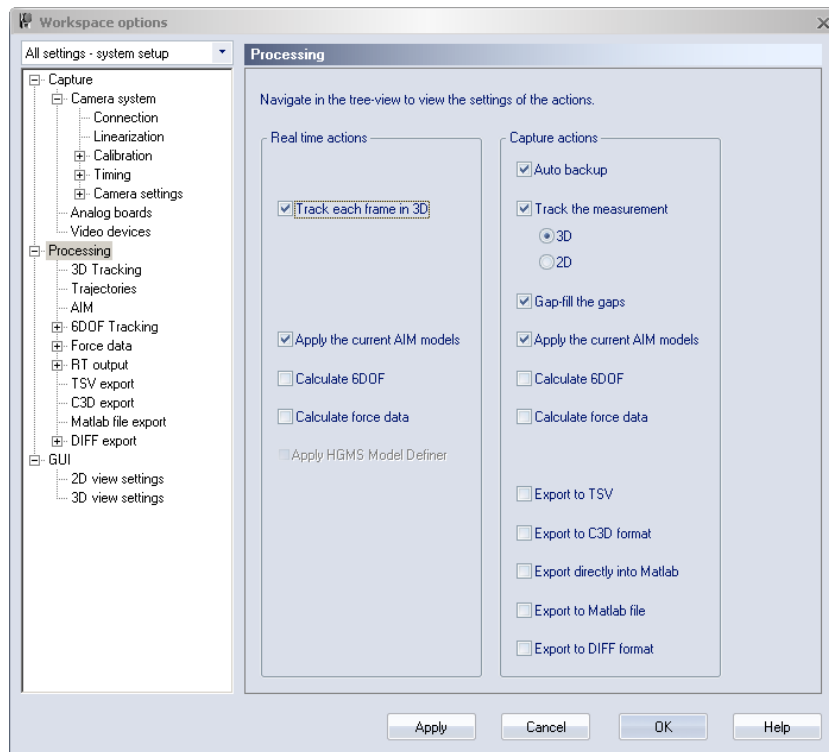 Workspace options
All settings - system setup
Capture
Camera system
Connection
Linearization
Calibration
Timing
Camera settings
Analog boards
Video devices
Processing
3D Tracking
Trajectories
AIM
6DOF Tracking
Force data
RT output
TSV export
C3D export
Matlab file export
DIFF export
GUI
2D view settings
3D view settings
Processing
Navigate in the tree-view to view the settings of the actions.
Real time actions
Track each frame in 3D
Apply the current AIM models
Calculate 6DOF
Calculate force data
Apply HGMS Model Definer
Capture actions
Auto backup
Track the measurement
3D
2D
Gap-fill the gaps
Apply the current AIM models
Calculate 6DOF
Calculate force data
Export to TSV
Export to C3D format
Export directly into Matlab
Export to Matlab file
Export to DIFF format
Apply
Cancel
OK
Help